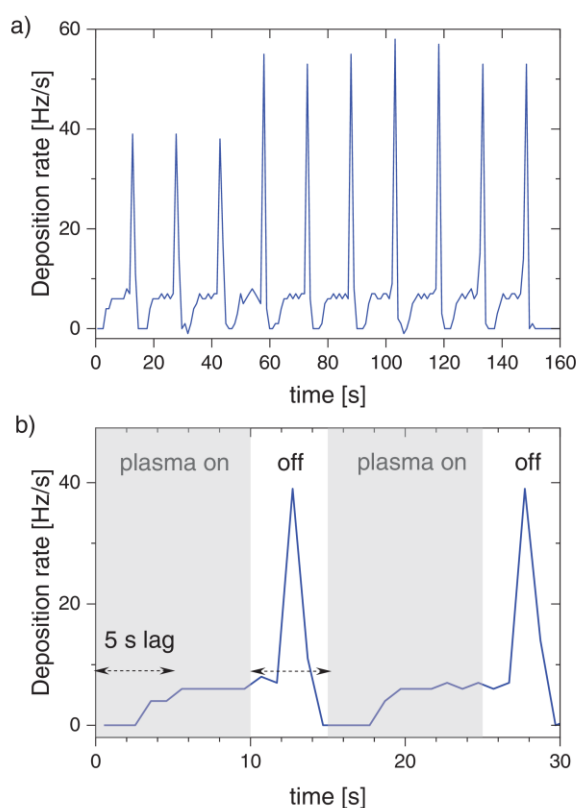 a)
Deposition rate [Hz/s]
60
40
20
0
0 20 40 60 80 100 120 140 160
time [s]
b)
Deposition rate [Hz/s]
plasma on off plasma on off
40
20
5 s lag
0
0 10 20 30
time [s]